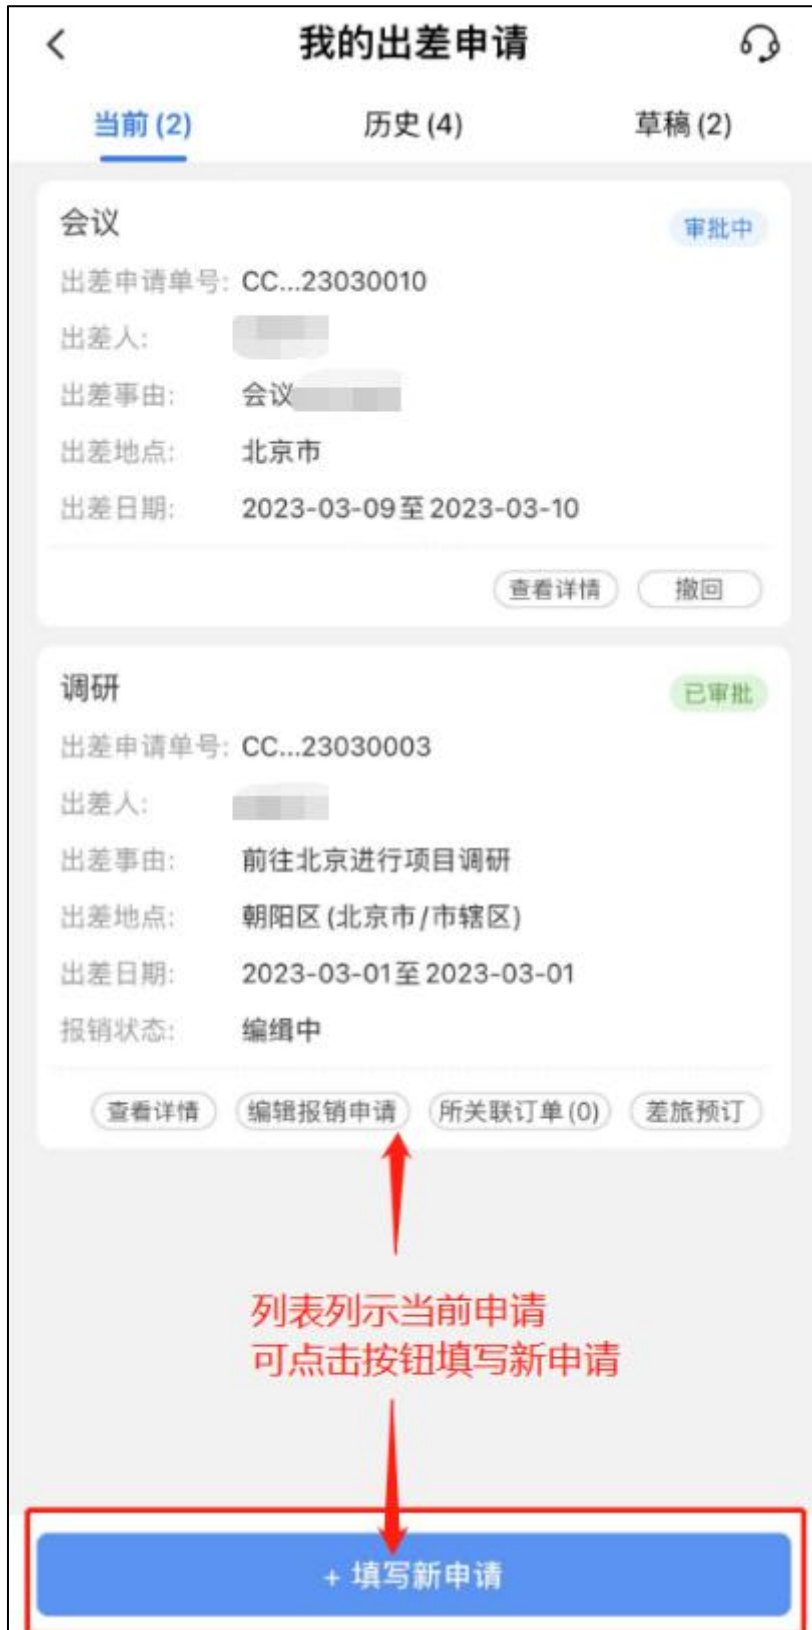 我的出差申请
当前(2) 历史(4) 草稿(2)
会议 审批中
出差申请单号: CC...23030010
出差人:
出差事由: 会议
出差地点: 北京市
出差日期: 2023-03-09至2023-03-10
查看详情 撤回
调研 已审批
出差申请单号: CC...23030003
出差人:
出差事由: 前往北京进行项目调研
出差地点: 朝阳区(北京市/市辖区)
出差日期: 2023-03-01至2023-03-01
报销状态: 编缉中
查看详情 编辑报销申请 所关联订单(0) 差旅预订
列表列示当前申请
可点击按钮填写新申请
+ 填写新申请